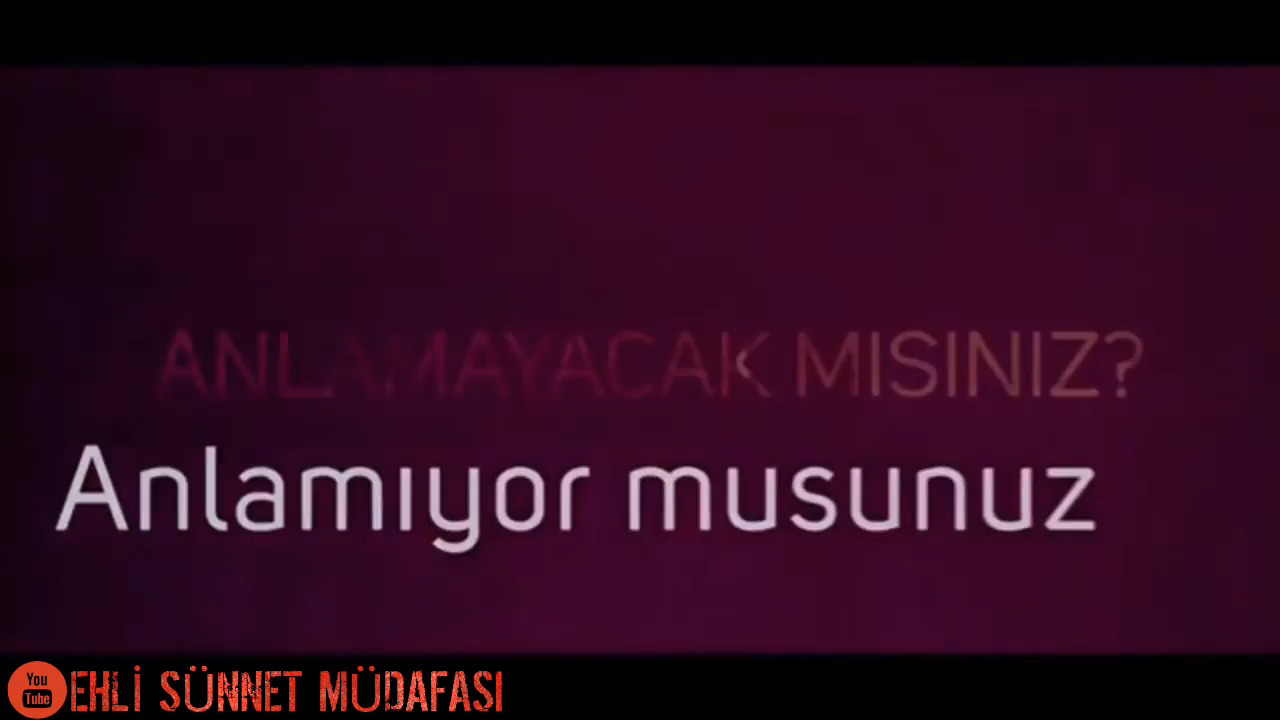 ANLAMAYACAK MISINIZ?
Anlamıyor musunuz
You
Tube
EHLİ SÜNNET MÜDAFASI